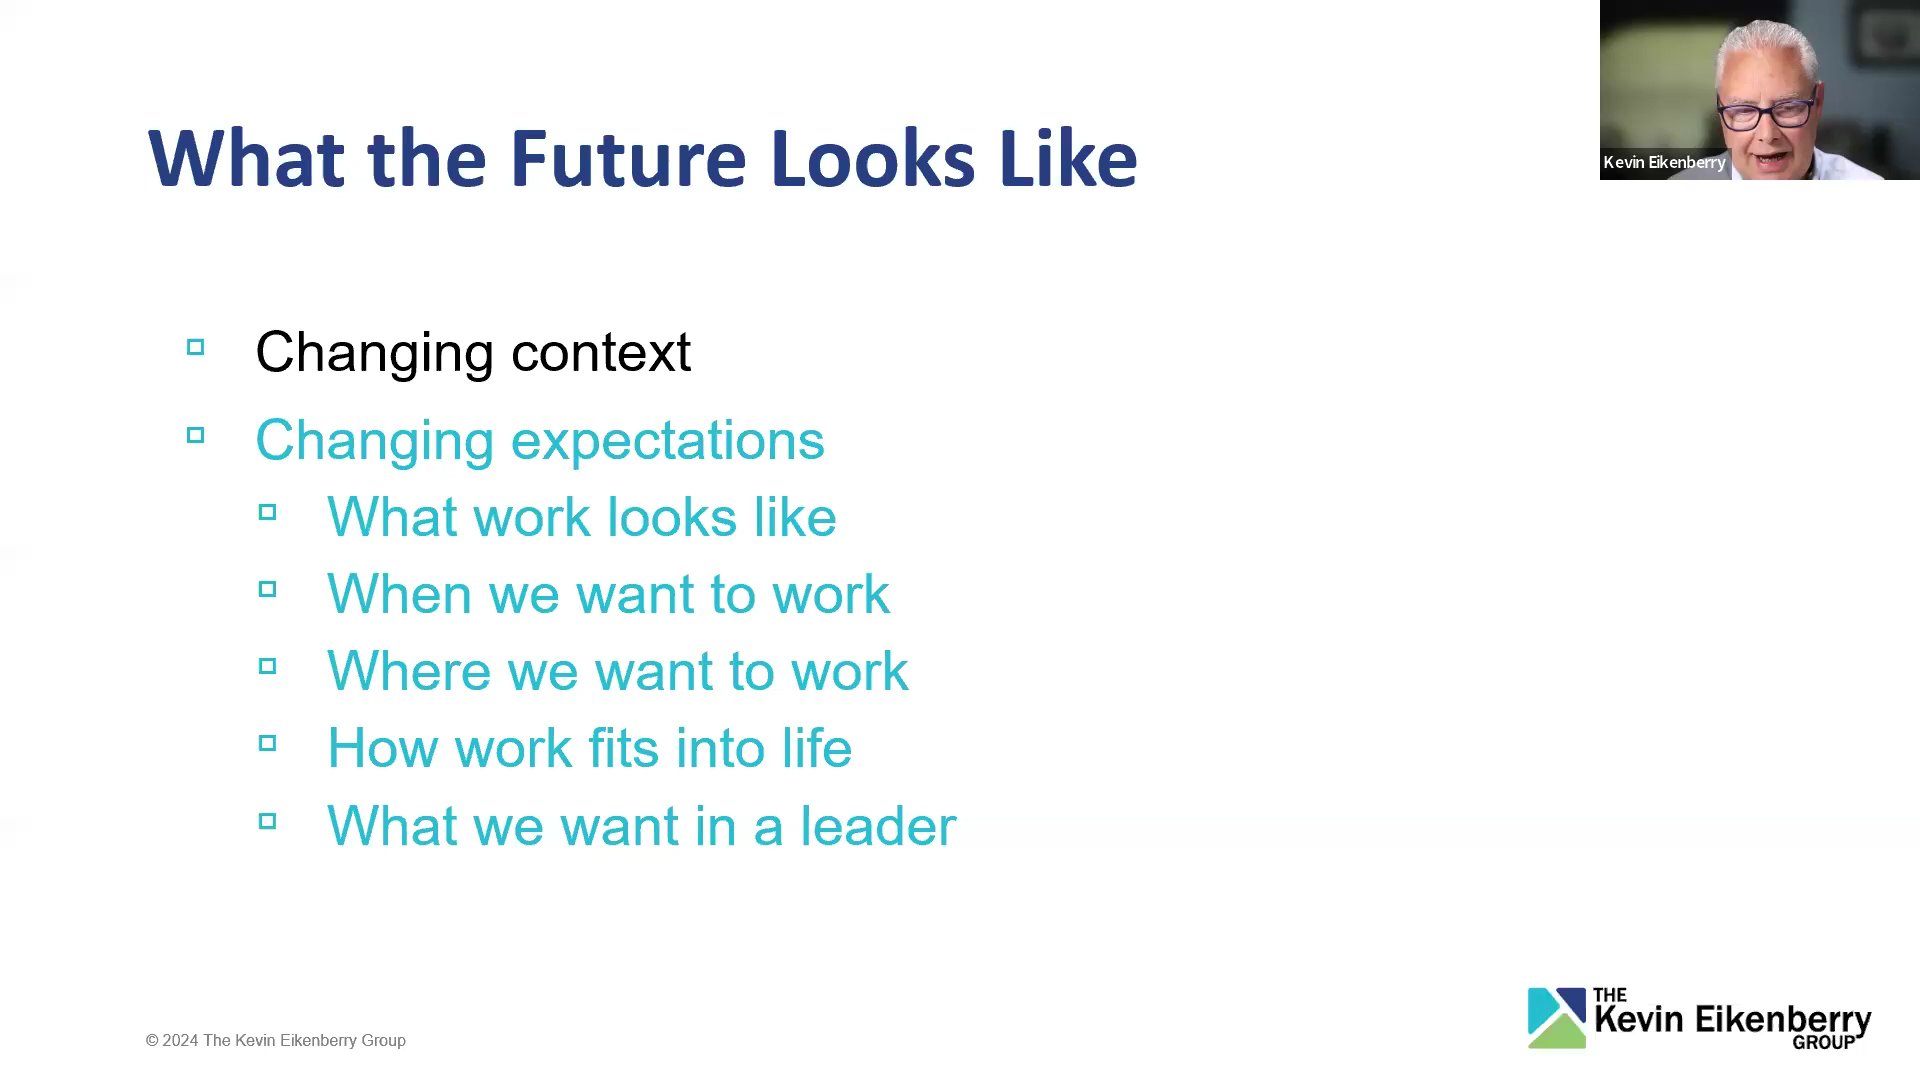 What the Future Looks Like
Kevin Eikenberry
Changing context
Changing expectations
What work looks like
When we want to work
Where we want to work
How work fits into life
What we want in a leader
© 2024 The Kevin Eikenberry Group
THE
Kevin Eikenberry
GROUP